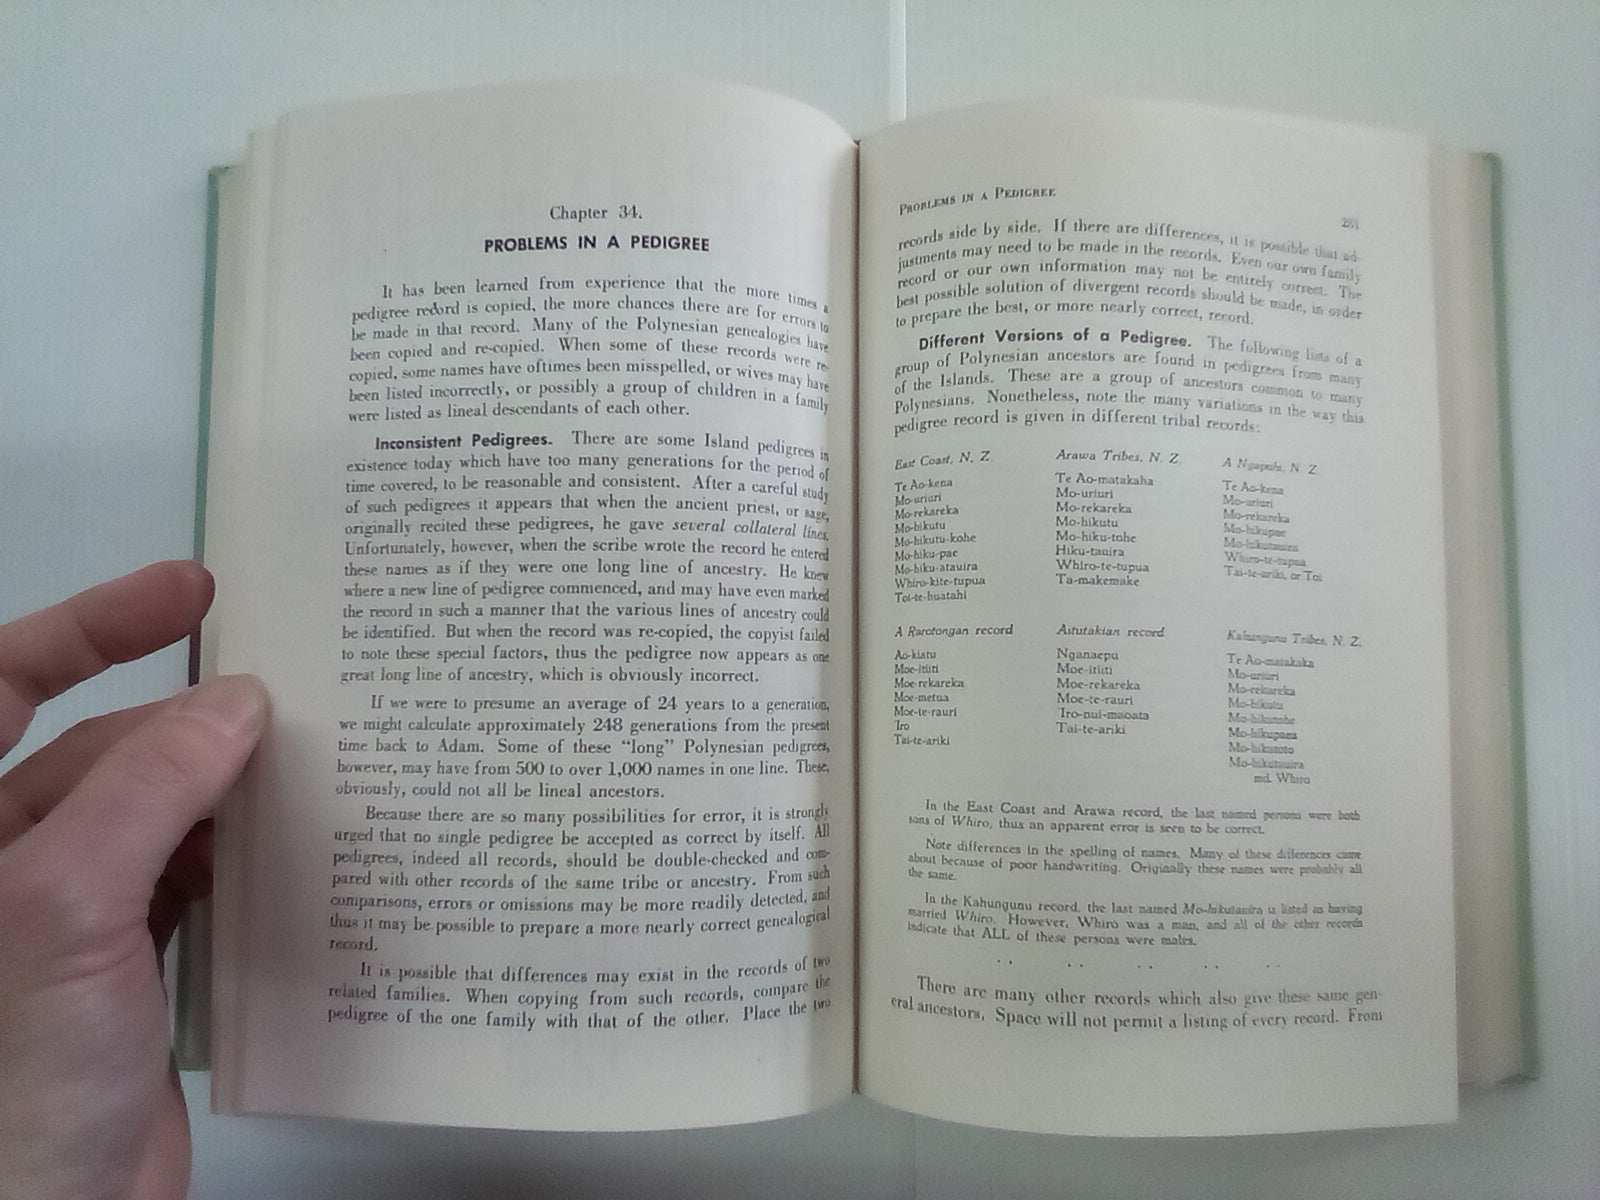 Chapter 34.
PROBLEMS IN A PEDIGREE
It has been learned from experience that the more times a
pedigree record is copied, the more chances there are for errors to
be made in that record. Many of the Polynesian genealogies have
been copied and re-copied. When some of these records were re-
copied, some names have oftimes been misspelled, or wives may have
been listed incorrectly, or possibly a group of children in a family
were listed as lineal descendants of each other.
Inconsistent Pedigrees. There are some Island pedigrees in
existence today which have too many generations for the period of
time covered, to be reasonable and consistent. After a careful study
of such pedigrees it appears that when the ancient priest, or sage,
originally recited these pedigrees, he gave several collateral lines.
Unfortunately, however, when the scribe wrote the record he entered
these names as if they were one long line of ancestry. He knew
where a new line of pedigree commenced, and may have even marked
the record in such a manner that the various lines of ancestry could
be identified. But when the record was re-copied, the copyist failed
to note these special factors, thus the pedigree now appears as one
great long line of ancestry, which is obviously incorrect.
If we were to presume an average of 24 years to a generation,
we might calculate approximately 248 generations from the present
time back to Adam. Some of these "long" Polynesian pedigrees,
however, may have from 500 to over 1,000 names in one line. These,
obviously, could not all be lineal ancestors.
Because there are so many possibilities for error, it is strongly
urged that no single pedigree be accepted as correct by itself. All
pedigrees, indeed all records, should be double-checked and com-
pared with other records of the same tribe or ancestry. From such
comparisons, errors or omissions may be more readily detected, and
thus it may be possible to prepare a more nearly correct genealogical
record.
It is possible that differences may exist in the records of two
related families. When copying from such records, compare the
pedigree of the one family with that of the other. Place the two
PROBLEMS IN A PEDIGREE
281
records side by side. If there are differences, it is possible that ad-
justments may need to be made in the records. Even our own family
record or our own information may not be entirely correct. The
best possible solution of divergent records should be made, in order
to prepare the best, or more nearly correct, record.
Different Versions of a Pedigree. The following lists of a
group of Polynesian ancestors are found in pedigrees from many
of the Islands. These are a group of ancestors common to many
Polynesians. Nonetheless, note the many variations in the way this
pedigree record is given in different tribal records:
East Coast, N. Z.
Te Ao-kena
Mo-uriuri
Mo-rekareka
Mo-hikutu
Mo-hikutu-kohe
Mo-hiku-pae
Mo-hiku-atauira
Whiro-kite-tupua
Toi-te-huatahi
Arawa Tribes, N. Z.
Te Ao-matakaha
Mo-uriuri
Mo-rekareka
Mo-hikutu
Mo-hiku-tohe
Hiku-tauira
Whiro-te-tupua
Ta-makemake
A Ngapuhi, N. Z.
Te Ao-kena
Mo-uriuri
Mo-rekareka
Mo-hikupae
Mo-hikutauira
Whiro-te-tupua
Tai-te-ariki, or Toi
A Rarotongan record
Ao-kiatu
Moe-itiiti
Moe-rekareka
Moe-metua
Moe-te-rauri
'Iro
Tai-te-ariki
Aitutakian record
Nganaepu
Moe-itiiti
Moe-rekareka
Moe-te-rauri
'Iro-nui-maoata
Tai-te-ariki
Kahungunu Tribes, N. Z.
Te Ao-matakaka
Mo-uriuri
Mo-rekareka
Mo-hikutu
Mo-hikutohe
Mo-hikupaeu
Mo-hikutoto
Mo-hikutauira
md. Whiro
In the East Coast and Arawa record, the last named persons were both
sons of Whiro, thus an apparent error is seen to be correct.
Note differences in the spelling of names. Many of these differences came
about because of poor handwriting. Originally these names were probably all
the same.
In the Kahungunu record, the last named Mo-hikutauira is listed as having
married Whiro. However, Whiro was a man, and all of the other records
indicate that ALL of these persons were males.
. . . . .
There are many other records which also give these same gen-
eral ancestors. Space will not permit a listing of every record. From